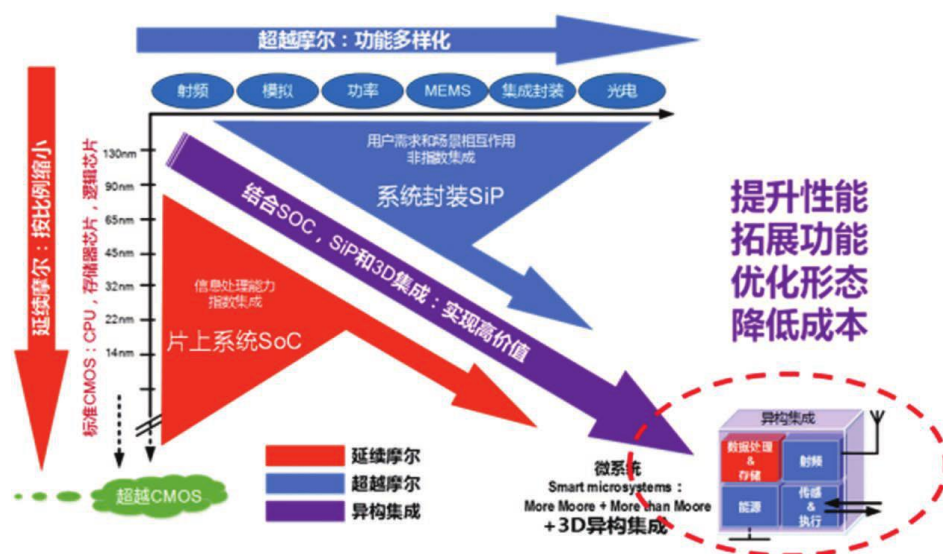 超越摩尔：功能多样化
射频
模拟
功率
MEMS
集成封装
光电
延续摩尔：按比例缩小
标准CMOS：CPU，存储器芯片，逻辑芯片
130nm
90nm
65nm
45nm
32nm
22nm
14nm
用户需求和场景相互作用
非指数集成
系统封装SiP
结合SOC，SiP和3D集成：实现高价值
信息处理能力
指数集成
片上系统SoC
提升性能
拓展功能
优化形态
降低成本
超越CMOS
延续摩尔
超越摩尔
异构集成
微系统
Smart microsystems：
More Moore + More than Moore
+3D异构集成
异构集成
数据处理
&
存储
射频
能源
传感
&
执行